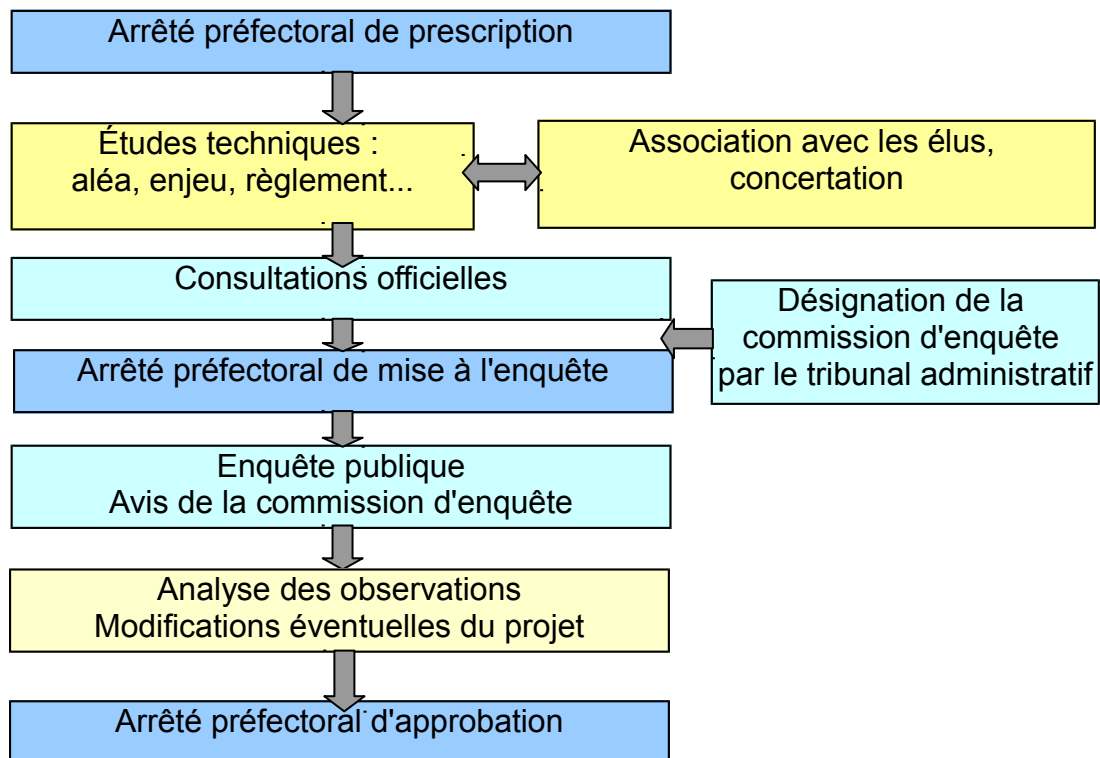 Arrêté préfectoral de prescription
Études techniques :
aléa, enjeu, règlement...
Association avec les élus,
concertation
Consultations officielles
Désignation de la
commission d'enquête
par le tribunal administratif
Arrêté préfectoral de mise à l'enquête
Enquête publique
Avis de la commission d'enquête
Analyse des observations
Modifications éventuelles du projet
Arrêté préfectoral d'approbation